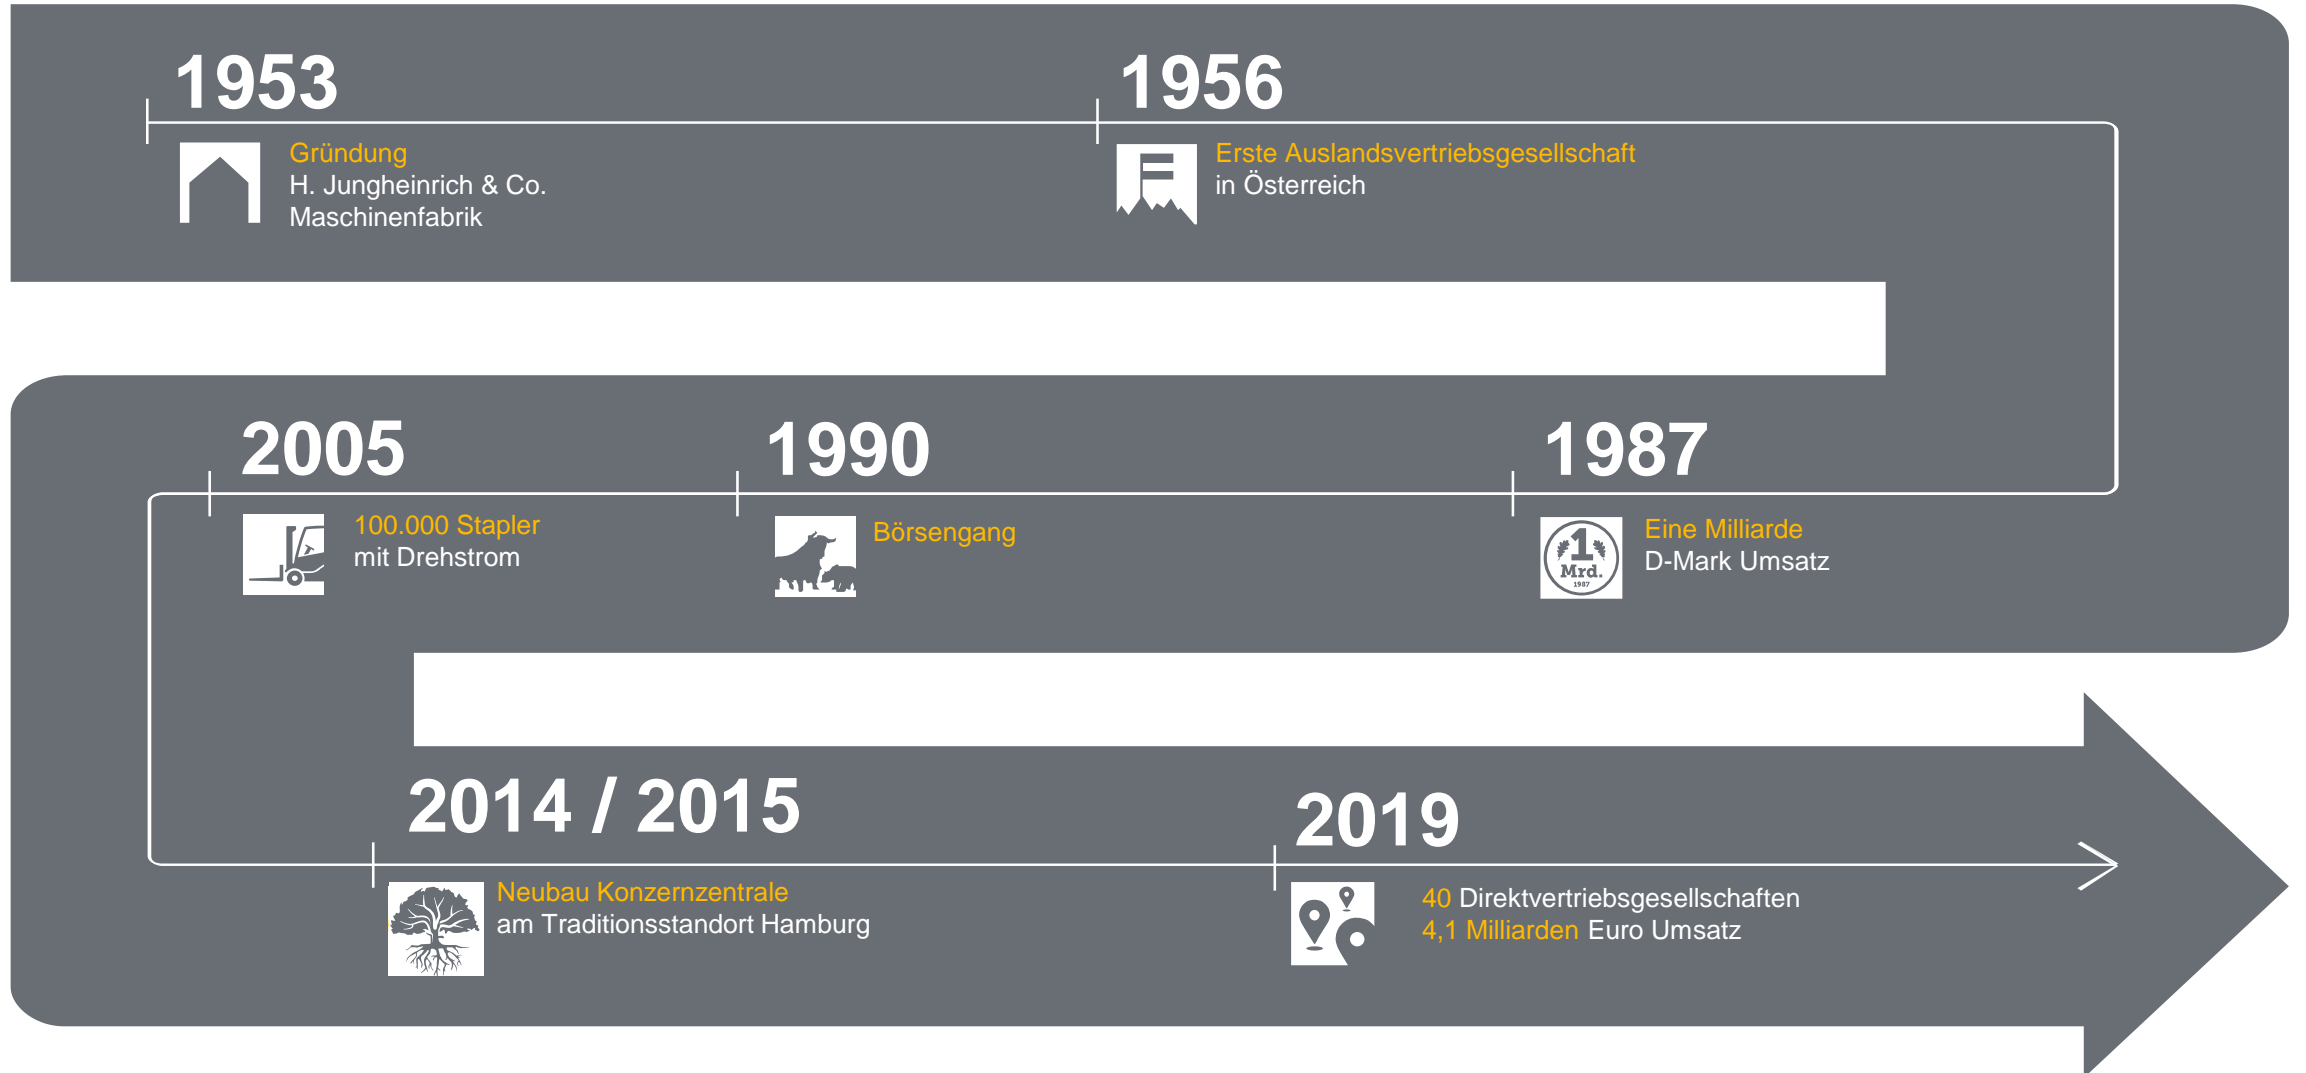 1953
Gründung
H. Jungheinrich & Co.
Maschinenfabrik
1956
Erste Auslandsvertriebsgesellschaft
in Österreich
2005
100.000 Stapler
mit Drehstrom
1990
Börsengang
1987
1
Mrd.
1987
Eine Milliarde
D-Mark Umsatz
2014 / 2015
Neubau Konzernzentrale
am Traditionsstandort Hamburg
2019
40 Direktvertriebsgesellschaften
4,1 Milliarden Euro Umsatz